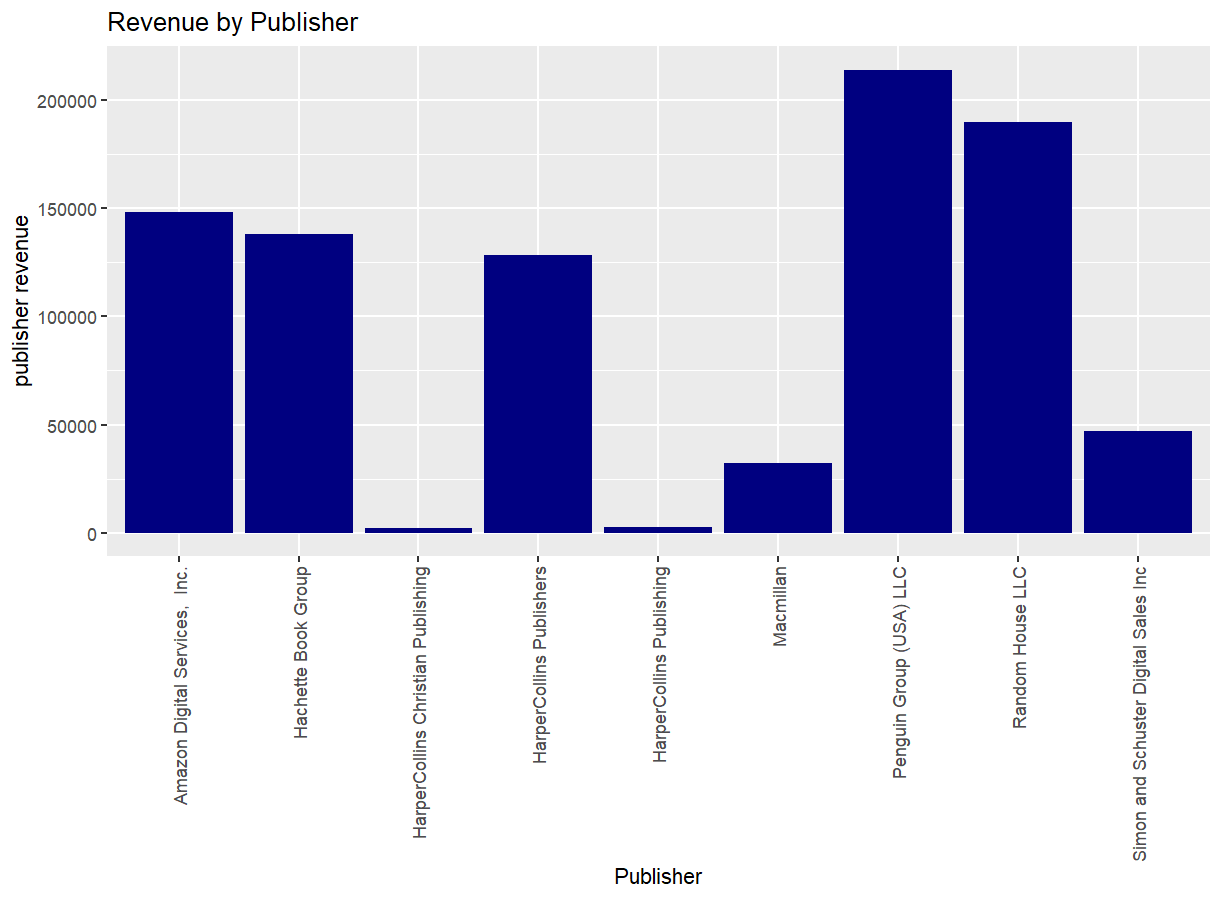 Revenue by Publisher
publisher revenue
200000
150000
100000
50000
0
Amazon Digital Services,  Inc.
Hachette Book Group
HarperCollins Christian Publishing
HarperCollins Publishers
HarperCollins Publishing
Macmillan
Penguin Group (USA) LLC
Random House LLC
Simon and Schuster Digital Sales Inc
Publisher